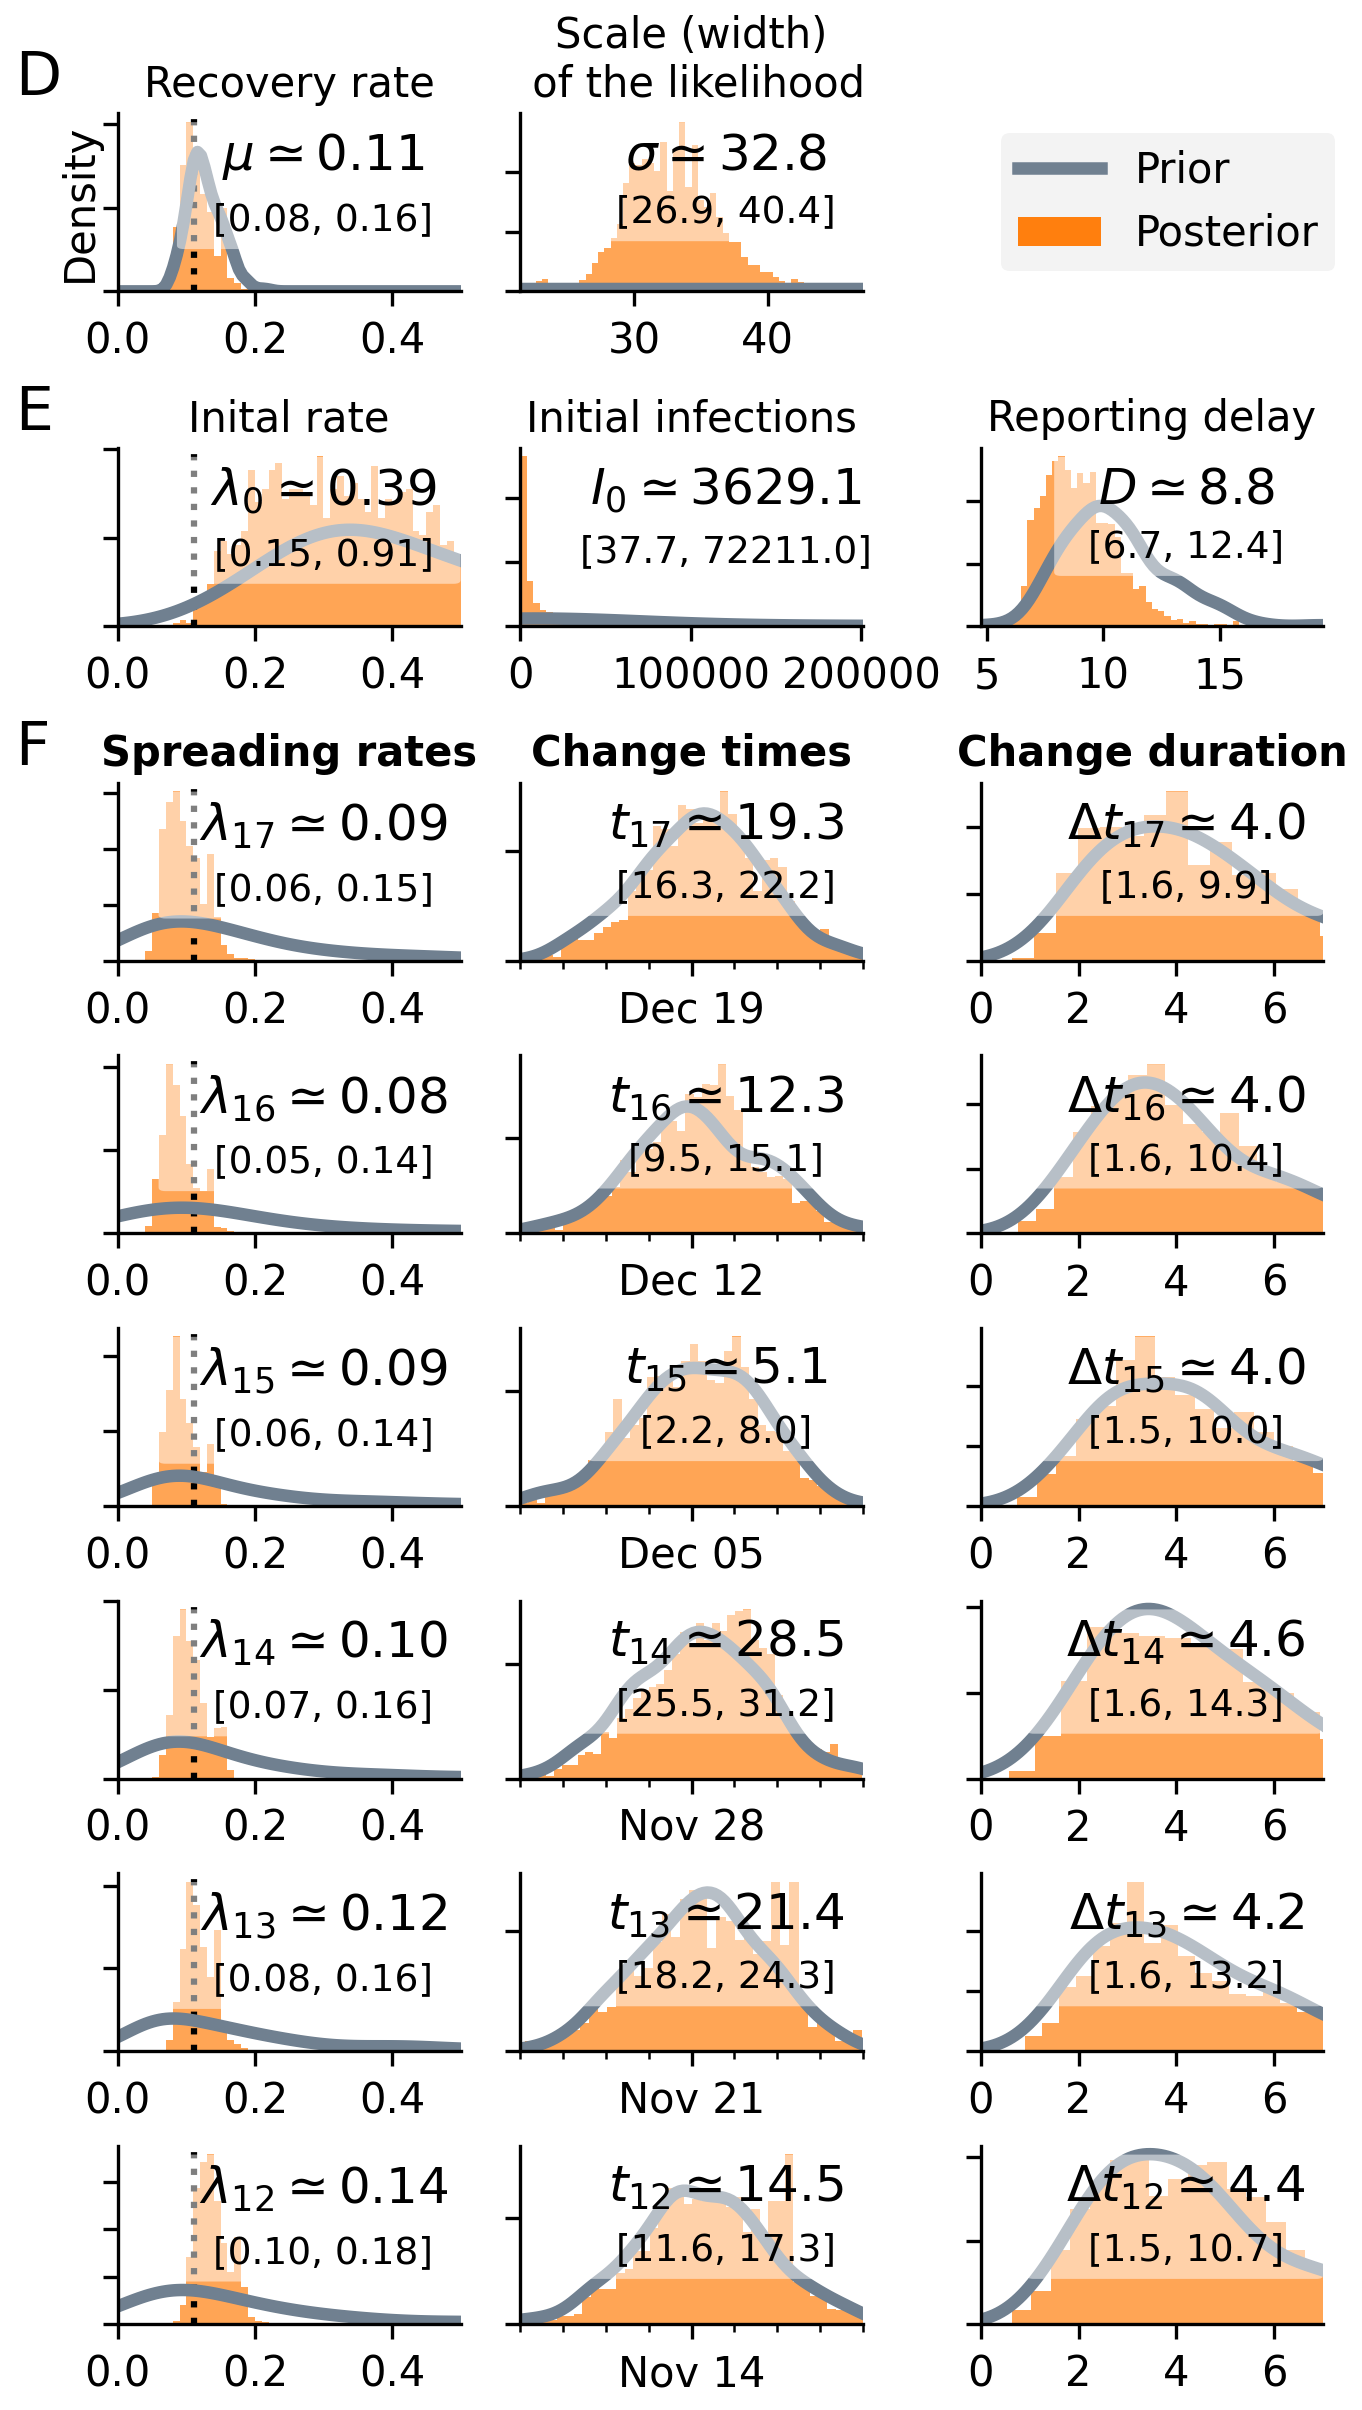 D
Recovery rate
Scale (width)
of the likelihood
Density
μ ≃ 0.11
[0.08, 0.16]
0.0 0.2 0.4
σ ≃ 32.8
[26.9, 40.4]
30 40
Prior
Posterior
E
Inital rate
λ0 ≃ 0.39
[0.15, 0.91]
0.0 0.2 0.4
Initial infections
I0 ≃ 3629.1
[37.7, 72211.0]
0 100000 200000
Reporting delay
D ≃ 8.8
[6.7, 12.4]
5 10 15
F
Spreading rates
Change times
Change duration
λ17 ≃ 0.09
[0.06, 0.15]
0.0 0.2 0.4
t17 ≃ 19.3
[16.3, 22.2]
Dec 19
Δt17 ≃ 4.0
[1.6, 9.9]
0 2 4 6
λ16 ≃ 0.08
[0.05, 0.14]
0.0 0.2 0.4
t16 ≃ 12.3
[9.5, 15.1]
Dec 12
Δt16 ≃ 4.0
[1.6, 10.4]
0 2 4 6
λ15 ≃ 0.09
[0.06, 0.14]
0.0 0.2 0.4
t15 ≃ 5.1
[2.2, 8.0]
Dec 05
Δt15 ≃ 4.0
[1.5, 10.0]
0 2 4 6
λ14 ≃ 0.10
[0.07, 0.16]
0.0 0.2 0.4
t14 ≃ 28.5
[25.5, 31.2]
Nov 28
Δt14 ≃ 4.6
[1.6, 14.3]
0 2 4 6
λ13 ≃ 0.12
[0.08, 0.16]
0.0 0.2 0.4
t13 ≃ 21.4
[18.2, 24.3]
Nov 21
Δt13 ≃ 4.2
[1.6, 13.2]
0 2 4 6
λ12 ≃ 0.14
[0.10, 0.18]
0.0 0.2 0.4
t12 ≃ 14.5
[11.6, 17.3]
Nov 14
Δt12 ≃ 4.4
[1.5, 10.7]
0 2 4 6